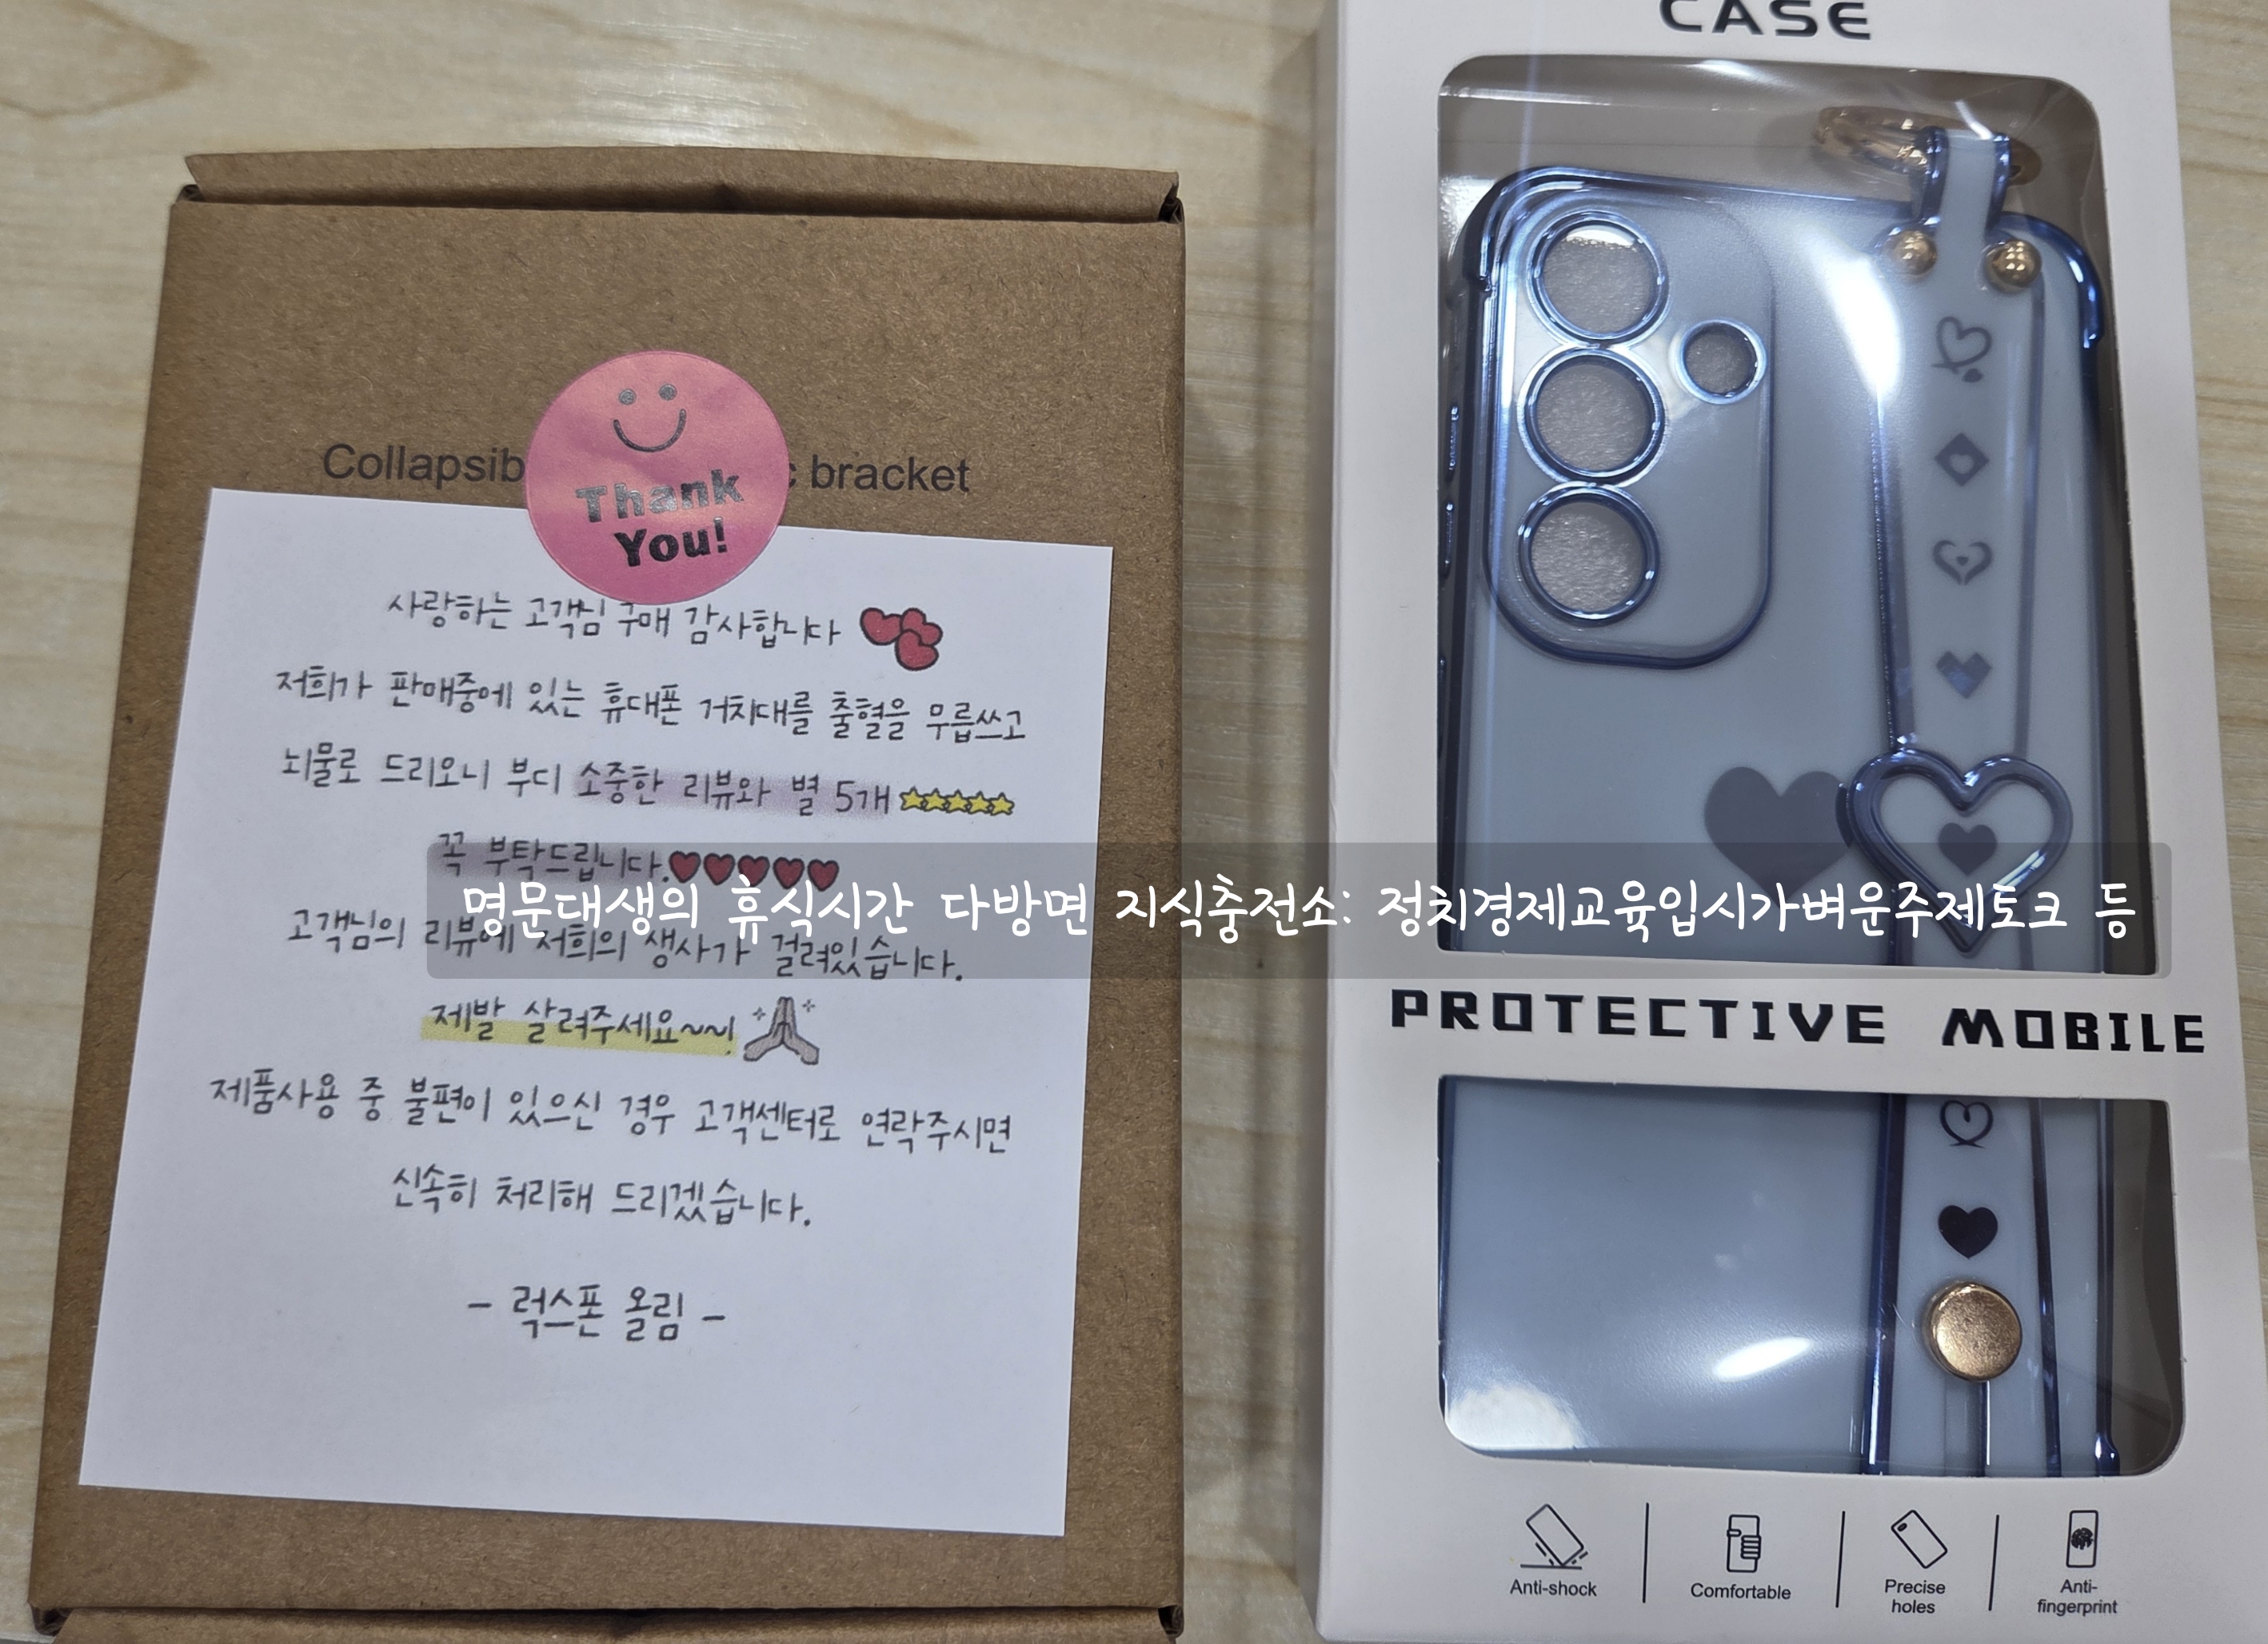 Thank
You!
bracket
사랑하는 고객님 구매 감사합니다
저희가 판매중에 있는 휴대폰 거치대를 출혈을 무릅쓰고
뇌물로 드리오니 부디 소중한 리뷰와 별 5개
꼭 부탁드립니다.
고객님의 리뷰에 저희의 생사가 걸려있습니다.
제발 살려주세요~~!
제품사용 중 불편이 있으신 경우 고객센터로 연락주시면
신속히 처리해 드리겠습니다.
- 럭스폰 올림 -
명문대생의 휴식시간 다방면 지식충전소: 정치경제교육입시가벼운주제토크 등
CASE
PROTECTIVE MOBILE
Anti-shock
Comfortable
Precise
holes
Anti-
fingerprint